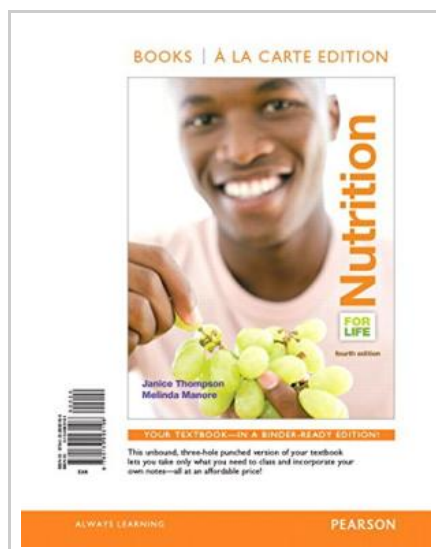 BOOKS | À LA CARTE EDITION
Nutrition
FOR
LIFE
fourth edition
Janice Thompson
Melinda Manore
YOUR TEXTBOOK—IN A BINDER-READY EDITION!
This unbound, three-hole punched version of your textbook
lets you take only what you need to class and incorporate your
own notes—all at an affordable price!
ALWAYS LEARNING
PEARSON